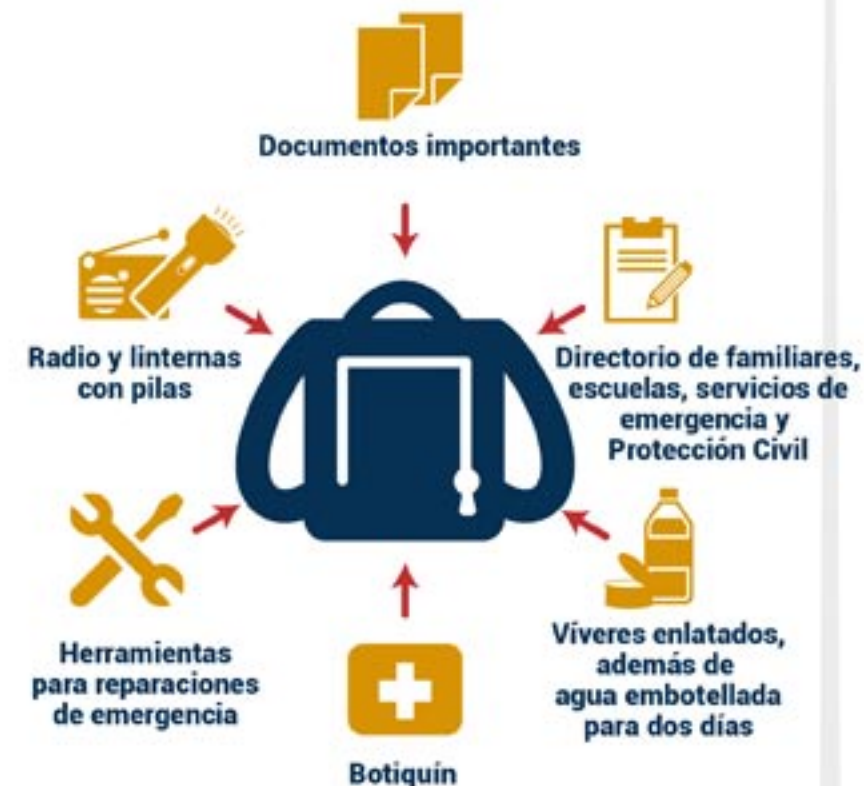 Documentos importantes
Radio y linternas
con pilas
Directorio de familiares,
escuelas, servicios de
emergencia y
Protección Civil
Herramientas
para reparaciones
de emergencia
Víveres enlatados,
además de
agua embotellada
para dos días
Botiquín